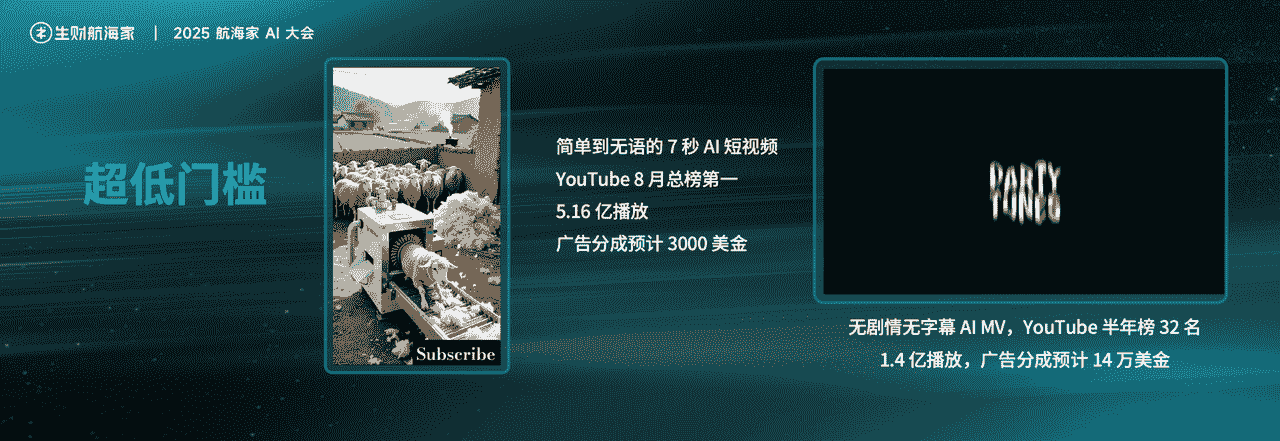 生财航海家 | 2025 航海家 AI 大会
超低门槛
Subscribe
简单到无语的 7 秒 AI 短视频
YouTube 8 月总榜第一
5.16 亿播放
广告分成预计 3000 美金
PARTY
无剧情无字幕 AI MV，YouTube 半年榜 32 名
1.4 亿播放，广告分成预计 14 万美金